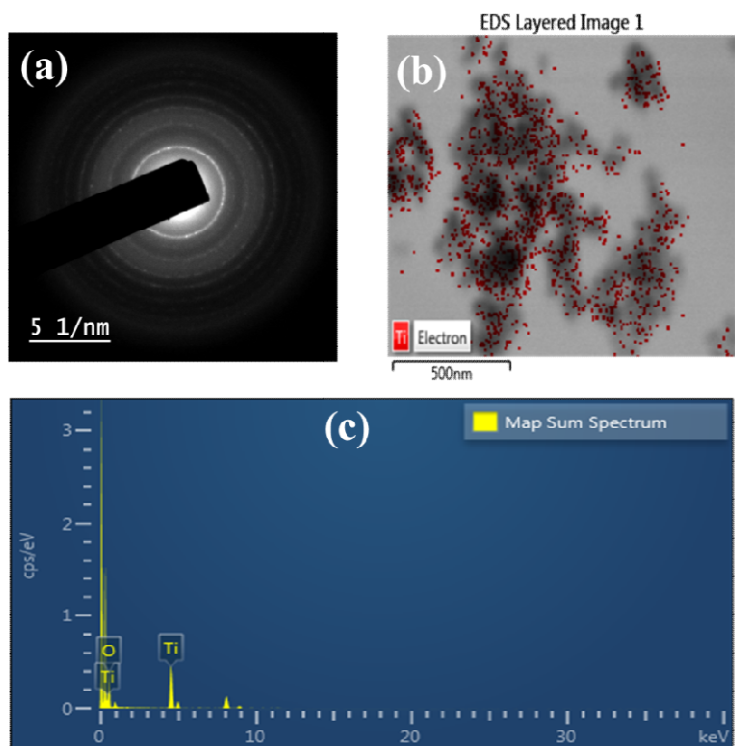 EDS Layered Image 1
(a)
(b)
5 1/nm
Ti Electron
500nm
(c)
Map Sum Spectrum
3
2
1
0
cps/eV
O
Ti
Ti
0 10 20 30 keV